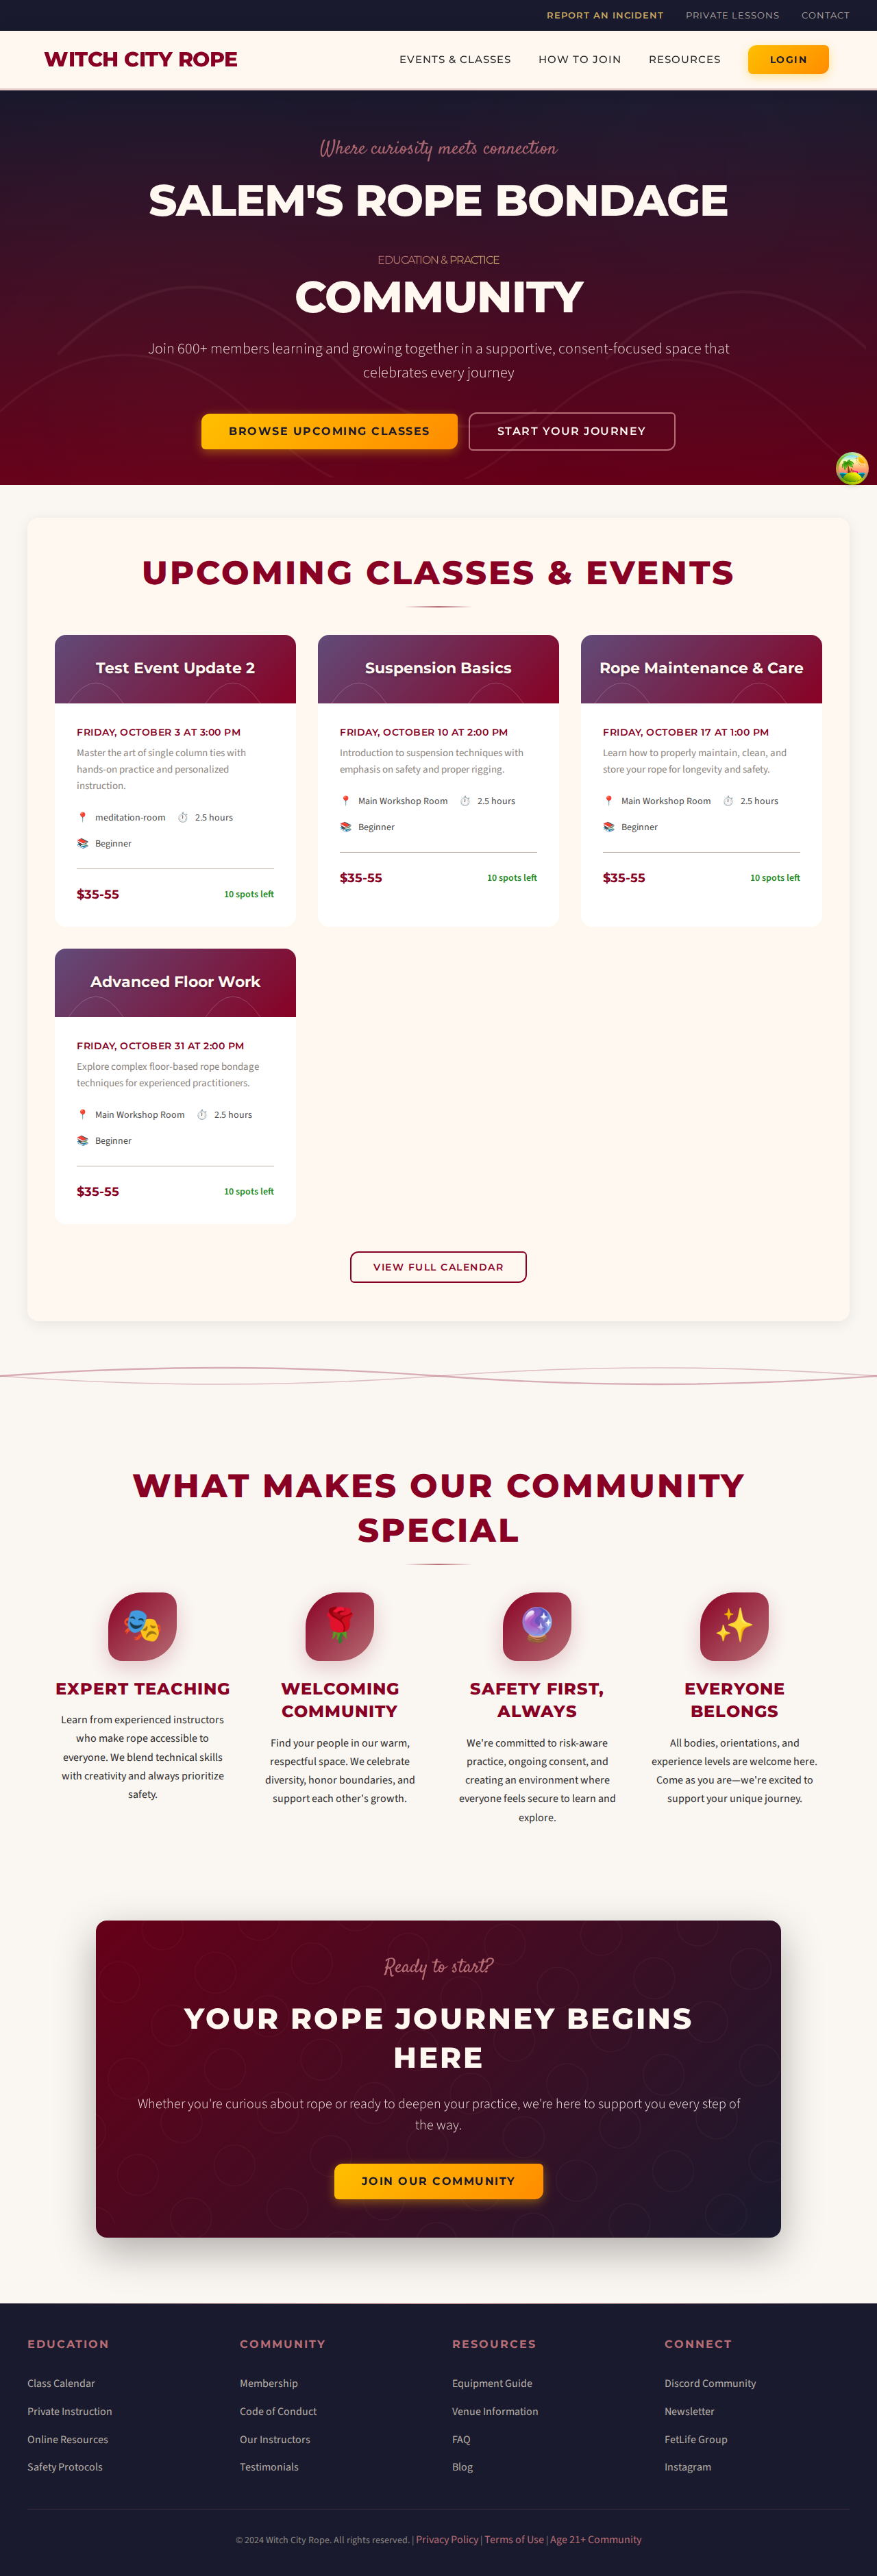 REPORT AN INCIDENT PRIVATE LESSONS CONTACT
WITCH CITY ROPE EVENTS & CLASSES HOW TO JOIN RESOURCES LOGIN
Where curiosity meets connection
SALEM'S ROPE BONDAGE
EDUCATION & PRACTICE
COMMUNITY
Join 600+ members learning and growing together in a supportive, consent-focused space that
celebrates every journey
BROWSE UPCOMING CLASSES START YOUR JOURNEY
UPCOMING CLASSES & EVENTS
Test Event Update 2
FRIDAY, OCTOBER 3 AT 3:00 PM
Master the art of single column ties with
hands-on practice and personalized
instruction.
meditation-room 2.5 hours
Beginner
$35-55 10 spots left
Suspension Basics
FRIDAY, OCTOBER 10 AT 2:00 PM
Introduction to suspension techniques with
emphasis on safety and proper rigging.
Main Workshop Room 2.5 hours
Beginner
$35-55 10 spots left
Rope Maintenance & Care
FRIDAY, OCTOBER 17 AT 1:00 PM
Learn how to properly maintain, clean, and
store your rope for longevity and safety.
Main Workshop Room 2.5 hours
Beginner
$35-55 10 spots left
Advanced Floor Work
FRIDAY, OCTOBER 31 AT 2:00 PM
Explore complex floor-based rope bondage
techniques for experienced practitioners.
Main Workshop Room 2.5 hours
Beginner
$35-55 10 spots left
VIEW FULL CALENDAR
WHAT MAKES OUR COMMUNITY
SPECIAL
EXPERT TEACHING
Learn from experienced instructors
who make rope accessible to
everyone. We blend technical skills
with creativity and always prioritize
safety.
WELCOMING
COMMUNITY
Find your people in our warm,
respectful space. We celebrate
diversity, honor boundaries, and
support each other's growth.
SAFETY FIRST,
ALWAYS
We're committed to risk-aware
practice, ongoing consent, and
creating an environment where
everyone feels secure to learn and
explore.
EVERYONE
BELONGS
All bodies, orientations, and
experience levels are welcome here.
Come as you are—we're excited to
support your unique journey.
Ready to start?
YOUR ROPE JOURNEY BEGINS
HERE
Whether you're curious about rope or ready to deepen your practice, we're here to support you every step of
the way.
JOIN OUR COMMUNITY
EDUCATION
Class Calendar
Private Instruction
Online Resources
Safety Protocols
COMMUNITY
Membership
Code of Conduct
Our Instructors
Testimonials
RESOURCES
Equipment Guide
Venue Information
FAQ
Blog
CONNECT
Discord Community
Newsletter
FetLife Group
Instagram
© 2024 Witch City Rope. All rights reserved. | Privacy Policy | Terms of Use | Age 21+ Community